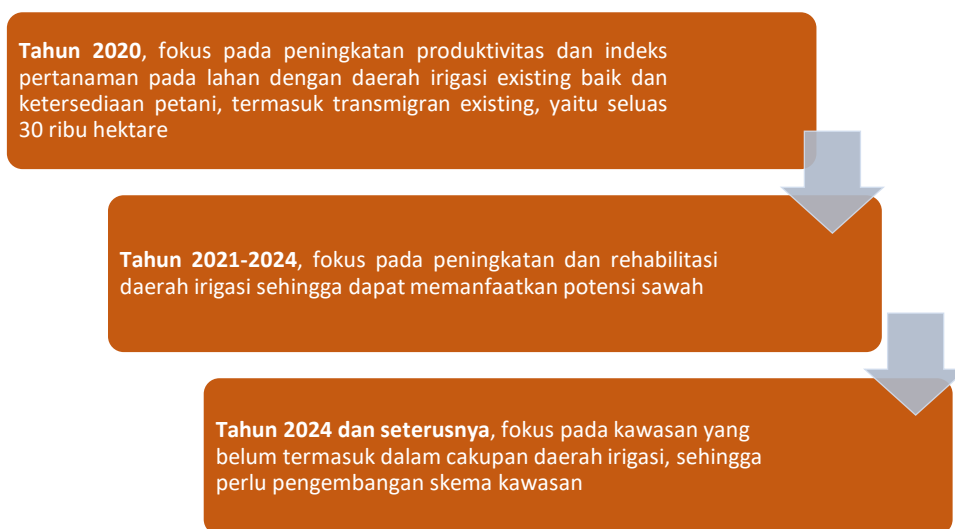 Tahun 2020, fokus pada peningkatan produktivitas dan indeks
pertanaman pada lahan dengan daerah irigasi existing baik dan
ketersediaan petani, termasuk transmigran existing, yaitu seluas
30 ribu hektare
Tahun 2021-2024, fokus pada peningkatan dan rehabilitasi
daerah irigasi sehingga dapat memanfaatkan potensi sawah
Tahun 2024 dan seterusnya, fokus pada kawasan yang
belum termasuk dalam cakupan daerah irigasi, sehingga
perlu pengembangan skema kawasan